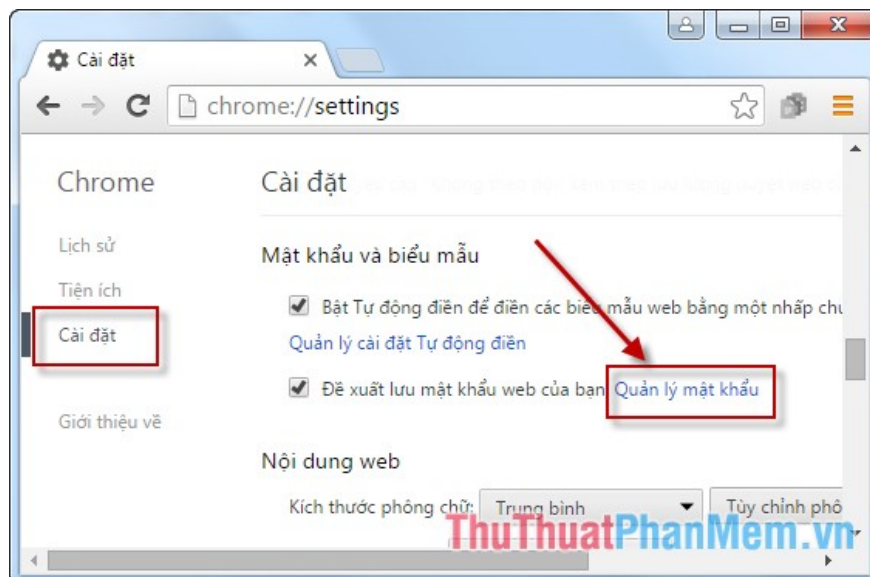 Cài đặt
chrome://settings
Chrome
Cài đặt
Lịch sử
Mật khẩu và biểu mẫu
Tiện ích
Bật Tự động điền để điền các biểu mẫu web bằng một nhấp chu
Cài đặt
Quản lý cài đặt Tự động điền
Đề xuất lưu mật khẩu web của bạn Quản lý mật khẩu
Giới thiệu về
Nội dung web
Kích thước phông chữ: Trung bình Tùy chỉnh phô
ThuThuatPhanMem.vn